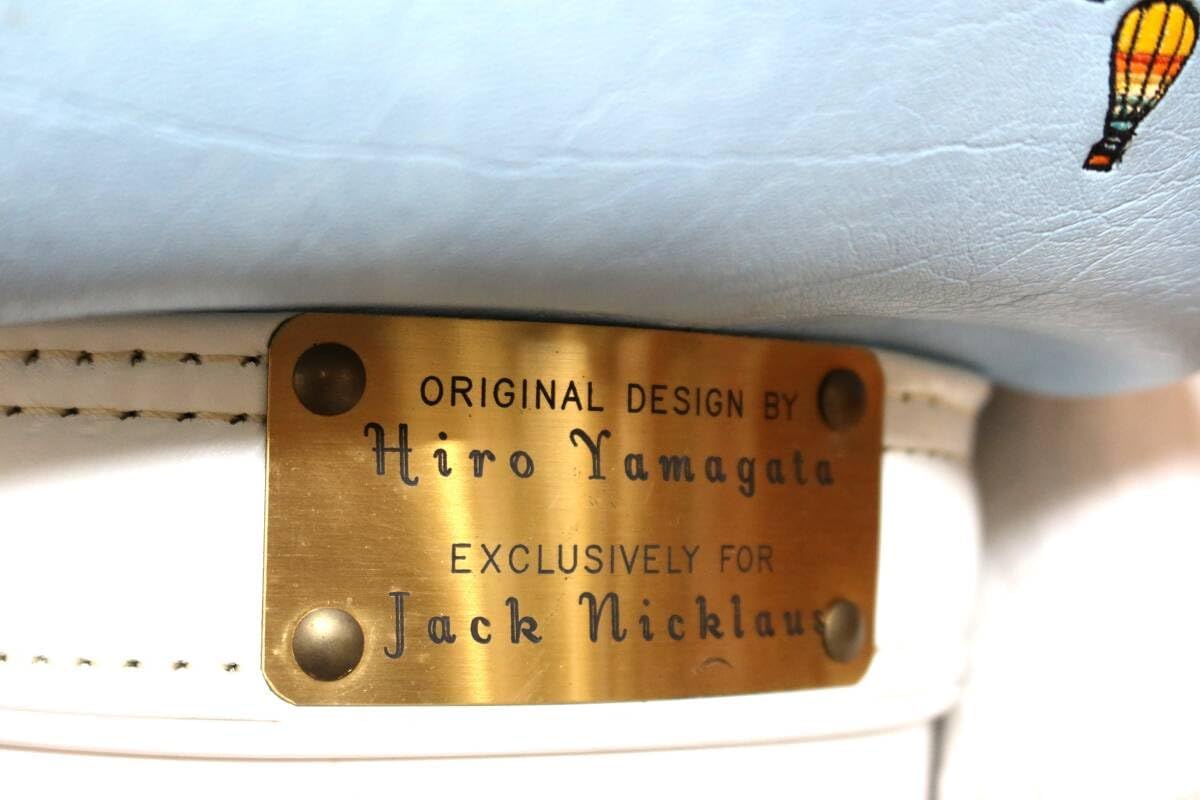 ORIGINAL DESIGN BY
Hiro Yamagata
EXCLUSIVELY FOR
Jack Nicklaus